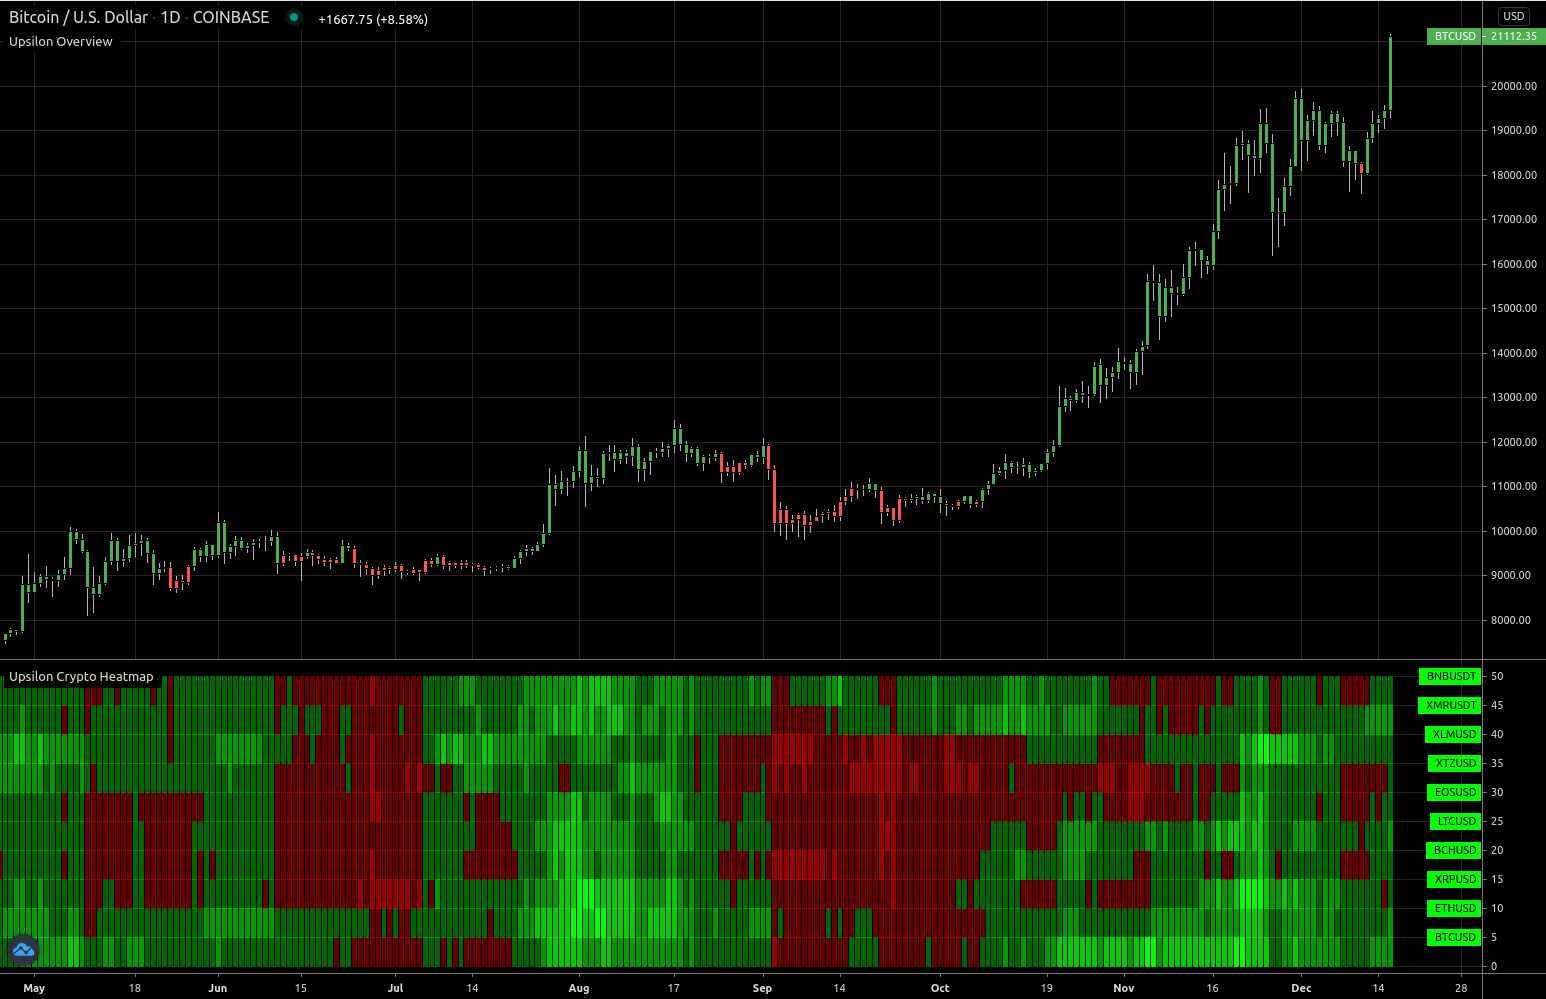 Bitcoin / U.S. Dollar · 1D · COINBASE +1667.75 (+8.58%)
USD
Upsilon Overview
BTCUSD 21112.35
20000.00
19000.00
18000.00
17000.00
16000.00
15000.00
14000.00
13000.00
12000.00
11000.00
10000.00
9000.00
8000.00
Upsilon Crypto Heatmap
BNBUSDT 50
XMRUSDT 45
XLMUSD 40
XTZUSD 35
EOSUSD 30
LTCUSD 25
BCHUSD 20
XRPUSD 15
ETHUSD 10
BTCUSD 5
0
May 18 Jun 15 Jul 14 Aug 17 Sep 14 Oct 19 Nov 16 Dec 14 28